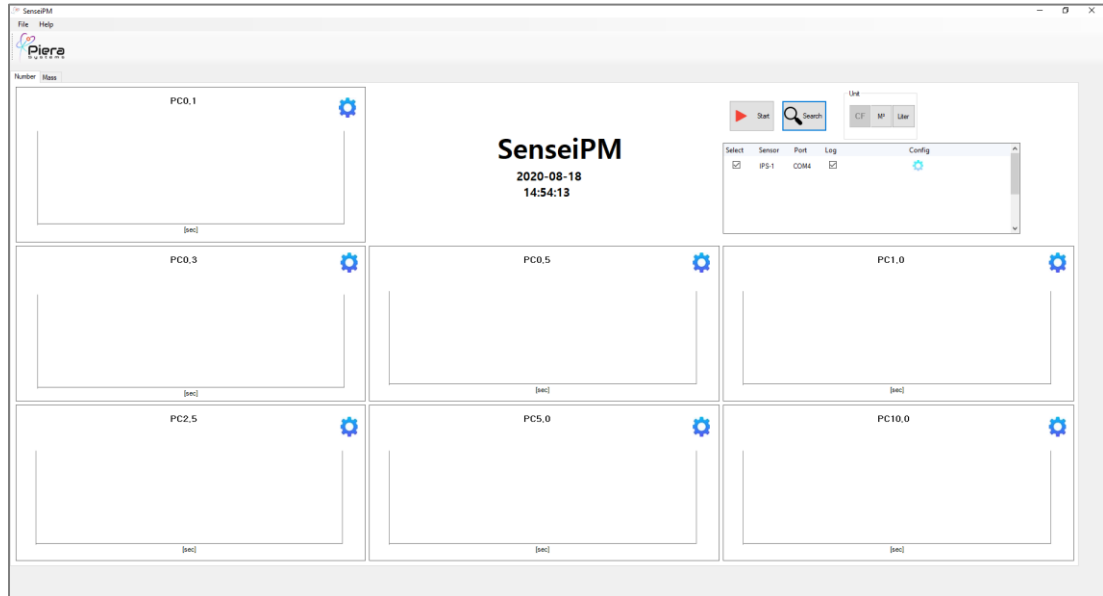 SenseiPM
File Help
Piera
SYSTEMS
Number Mass
PC0,1
[sec]
SenseiPM
2020-08-18
14:54:13
Start Search
Unit
CF M³ Liter
Select Sensor Port Log Config
IPS-1 COM4
PC0,3
[sec]
PC0,5
[sec]
PC1,0
[sec]
PC2,5
[sec]
PC5,0
[sec]
PC10,0
[sec]